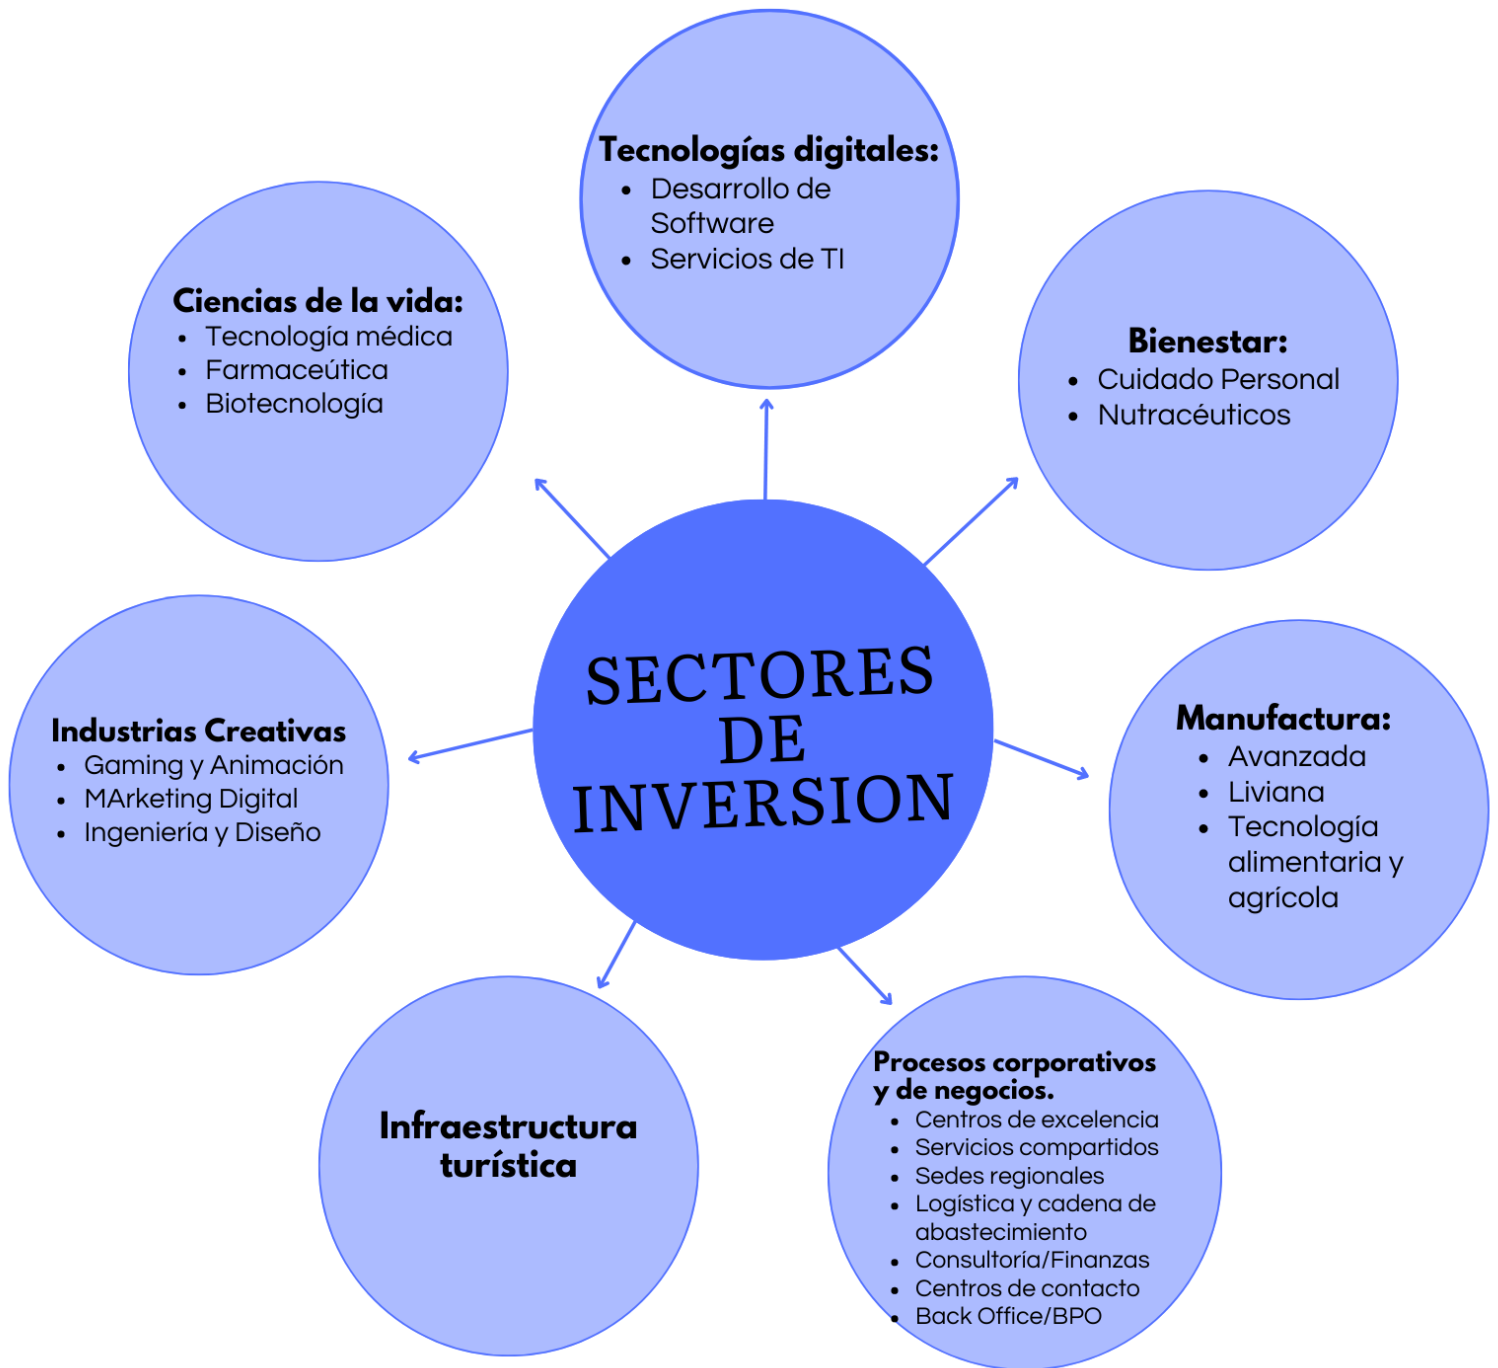 Tecnologías digitales:
• Desarrollo de
Software
• Servicios de TI
Ciencias de la vida:
• Tecnología médica
• Farmaceútica
• Biotecnología
Bienestar:
• Cuidado Personal
• Nutracéuticos
SECTORES
DE
INVERSION
Industrias Creativas
• Gaming y Animación
• MArketing Digital
• Ingeniería y Diseño
Manufactura:
• Avanzada
• Liviana
• Tecnología
alimentaria y
agrícola
Infraestructura
turística
Procesos corporativos
y de negocios.
• Centros de excelencia
• Servicios compartidos
• Sedes regionales
• Logística y cadena de
abastecimiento
• Consultoría/Finanzas
• Centros de contacto
• Back Office/BPO